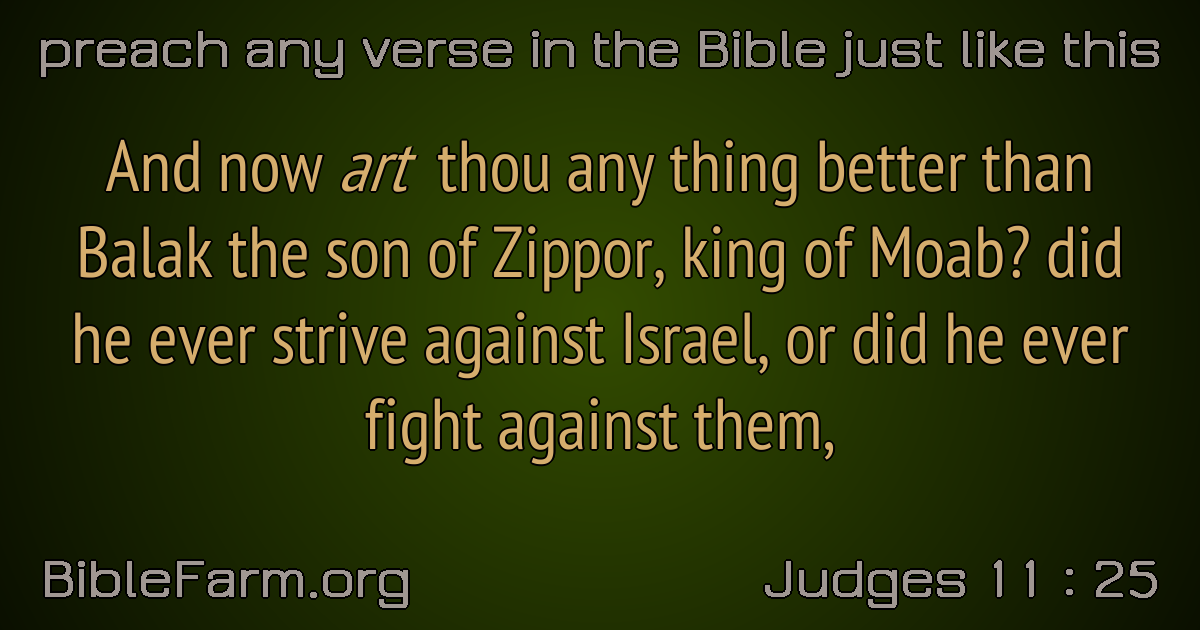 preach any verse in the Bible just like this
And now art thou any thing better than
Balak the son of Zippor, king of Moab? did
he ever strive against Israel, or did he ever
fight against them,
BibleFarm.org
Judges 11 : 25